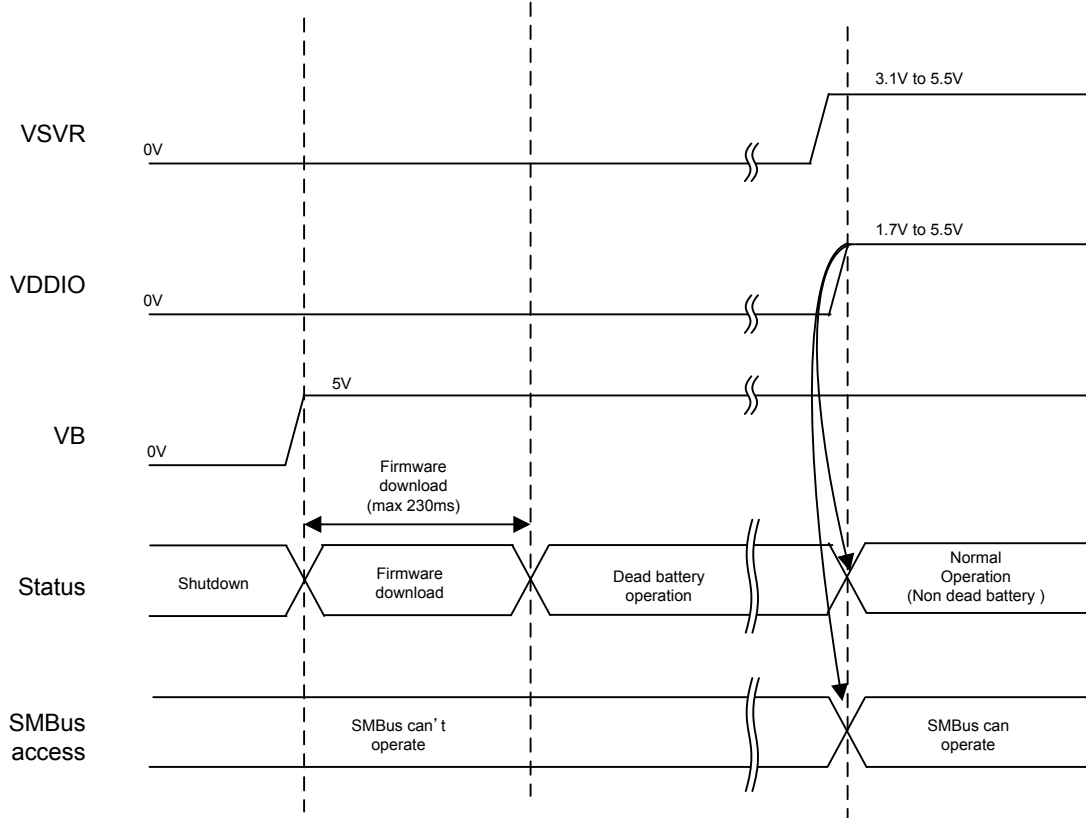 3.1V to 5.5V
VSVR
0V
1.7V to 5.5V
VDDIO
0V
5V
VB
0V
Firmware
download
(max 230ms)
Status
Shutdown
Firmware
download
Dead battery
operation
Normal
Operation
(Non dead battery )
SMBus
access
SMBus can’t
operate
SMBus can
operate